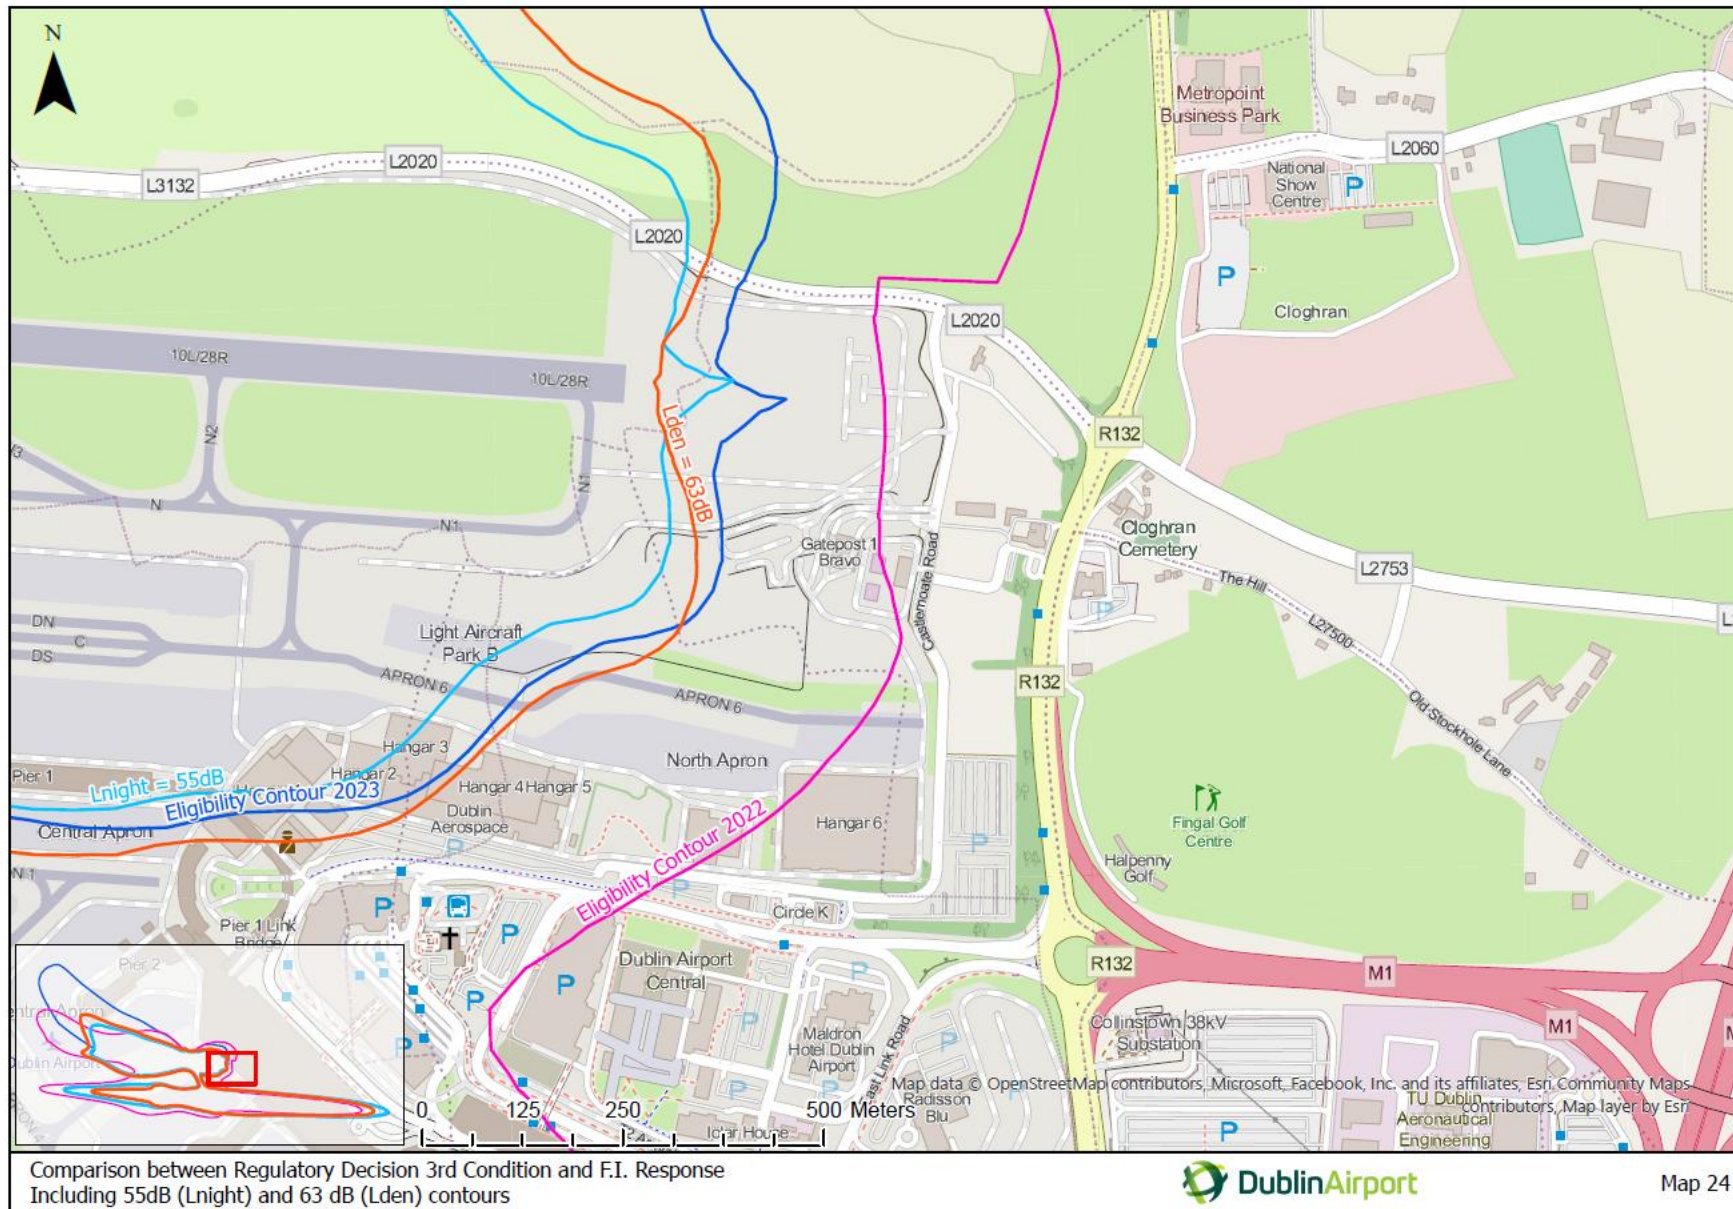 N
Metropoint
Business Park
L2020
L2060
L3132
National
Show
Centre
P
L2020
P
L2020
Cloghran
10L/28R
10L/28R
R132
Lden = 63dB
N2
N1
N
N1
Cloghran
Cemetery
Gatepost 1
Bravo
L2753
The Hill
Castlemoate Road
DN
C
DS
Light Aircraft
Park B
L27500
P
APRON 6
APRON 6
R132
Old Stockhole Lane
Hangar 3
North Apron
Pier 1
Hangar 2
Lnight = 55dB
Hangar 4
Hangar 5
Eligibility Contour 2023
Dublin
Aerospace
Central Apron
Hangar 6
Fingal Golf
Centre
P
P
Eligibility Contour 2022
Halpenny
Golf
N 1
P
P
Circle K
Pier 1 Link
Bridge
P
Dublin Airport
Central
P
P
P
R132
M1
Pier 2
Central Apron
Dublin Airport
P
P
Maldron
Hotel Dublin
Airport
East Link Road
Collinstown 38kV
Substation
M1
P
P
Map data © OpenStreetMap contributors, Microsoft, Facebook, Inc. and its affiliates, Esri Community Maps
contributors, Map layer by Esri
Radisson
Blu
TU Dublin
Aeronautical
Engineering
P
0 125 250 500 Meters
Comparison between Regulatory Decision 3rd Condition and F.I. Response
Including 55dB (Lnight) and 63 dB (Lden) contours
DublinAirport
Map 24